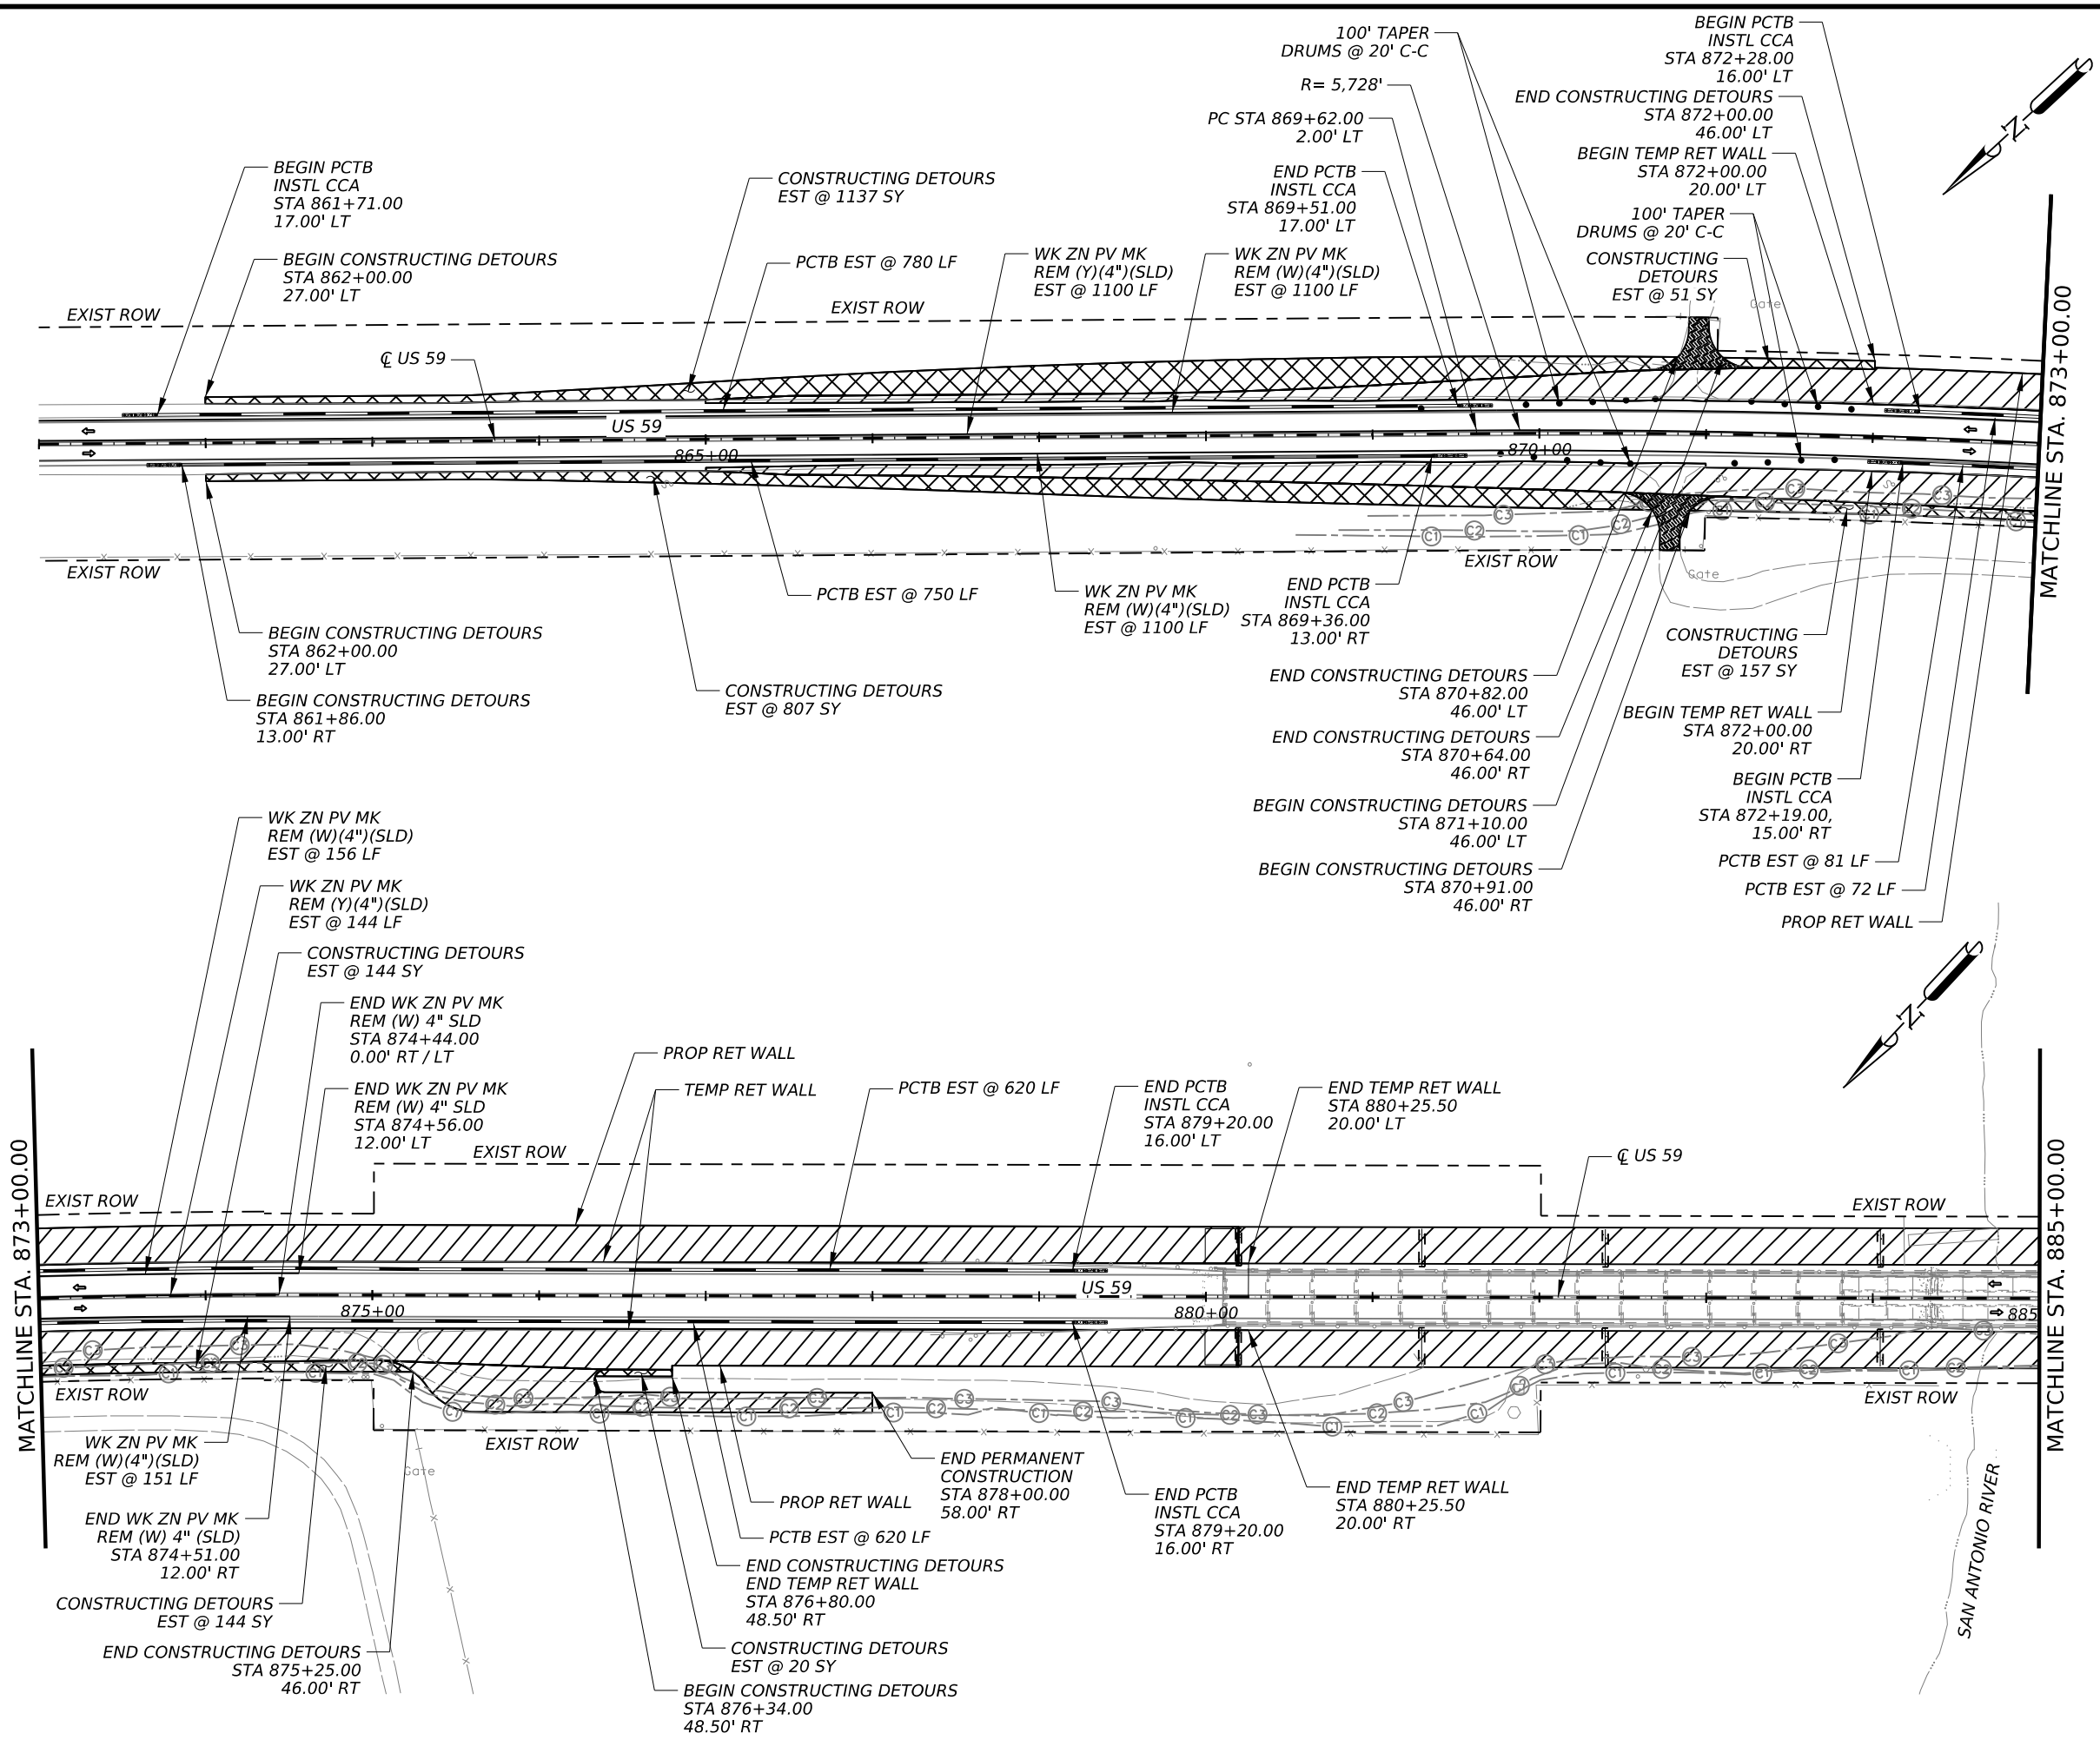 100' TAPER
DRUMS @ 20' C-C
R= 5,728'
PC STA 869+62.00
2.00' LT
END PCTB
INSTL CCA
STA 869+51.00
17.00' LT
BEGIN PCTB
INSTL CCA
STA 872+28.00
16.00' LT
END CONSTRUCTING DETOURS
STA 872+00.00
46.00' LT
BEGIN TEMP RET WALL
STA 872+00.00
20.00' LT
100' TAPER
DRUMS @ 20' C-C
CONSTRUCTING
DETOURS
EST @ 51 SY
Gate
N
BEGIN PCTB
INSTL CCA
STA 861+71.00
17.00' LT
BEGIN CONSTRUCTING DETOURS
STA 862+00.00
27.00' LT
CONSTRUCTING DETOURS
EST @ 1137 SY
PCTB EST @ 780 LF
WK ZN PV MK
REM (Y)(4")(SLD)
EST @ 1100 LF
WK ZN PV MK
REM (W)(4")(SLD)
EST @ 1100 LF
EXIST ROW
EXIST ROW
℄ US 59
US 59
865+00
870+00
MATCHLINE STA. 873+00.00
C3
C1
C2
C1
C2
C1
C2
C3
C1
C2
C3
C1
EXIST ROW
EXIST ROW
Gate
BEGIN CONSTRUCTING DETOURS
STA 862+00.00
27.00' LT
BEGIN CONSTRUCTING DETOURS
STA 861+86.00
13.00' RT
PCTB EST @ 750 LF
CONSTRUCTING DETOURS
EST @ 807 SY
WK ZN PV MK
REM (W)(4")(SLD)
EST @ 1100 LF
END PCTB
INSTL CCA
STA 869+36.00
13.00' RT
END CONSTRUCTING DETOURS
STA 870+82.00
46.00' LT
END CONSTRUCTING DETOURS
STA 870+64.00
46.00' RT
BEGIN CONSTRUCTING DETOURS
STA 871+10.00
46.00' LT
BEGIN CONSTRUCTING DETOURS
STA 870+91.00
46.00' RT
CONSTRUCTING
DETOURS
EST @ 157 SY
BEGIN TEMP RET WALL
STA 872+00.00
20.00' RT
BEGIN PCTB
INSTL CCA
STA 872+19.00,
15.00' RT
PCTB EST @ 81 LF
PCTB EST @ 72 LF
PROP RET WALL
WK ZN PV MK
REM (W)(4")(SLD)
EST @ 156 LF
WK ZN PV MK
REM (Y)(4")(SLD)
EST @ 144 LF
CONSTRUCTING DETOURS
EST @ 144 SY
END WK ZN PV MK
REM (W) 4" SLD
STA 874+44.00
0.00' RT / LT
END WK ZN PV MK
REM (W) 4" SLD
STA 874+56.00
12.00' LT
PROP RET WALL
TEMP RET WALL
PCTB EST @ 620 LF
END PCTB
INSTL CCA
STA 879+20.00
16.00' LT
END TEMP RET WALL
STA 880+25.50
20.00' LT
℄ US 59
N
EXIST ROW
EXIST ROW
EXIST ROW
MATCHLINE STA. 873+00.00
875+00
US 59
880+00
885
MATCHLINE STA. 885+00.00
EXIST ROW
EXIST ROW
EXIST ROW
Gate
WK ZN PV MK
REM (W)(4")(SLD)
EST @ 151 LF
END WK ZN PV MK
REM (W) 4" (SLD)
STA 874+51.00
12.00' RT
CONSTRUCTING DETOURS
EST @ 144 SY
END CONSTRUCTING DETOURS
STA 875+25.00
46.00' RT
END PERMANENT
CONSTRUCTION
STA 878+00.00
58.00' RT
PROP RET WALL
PCTB EST @ 620 LF
END CONSTRUCTING DETOURS
END TEMP RET WALL
STA 876+80.00
48.50' RT
CONSTRUCTING DETOURS
EST @ 20 SY
BEGIN CONSTRUCTING DETOURS
STA 876+34.00
48.50' RT
END PCTB
INSTL CCA
STA 879+20.00
16.00' RT
END TEMP RET WALL
STA 880+25.50
20.00' RT
SAN ANTONIO RIVER